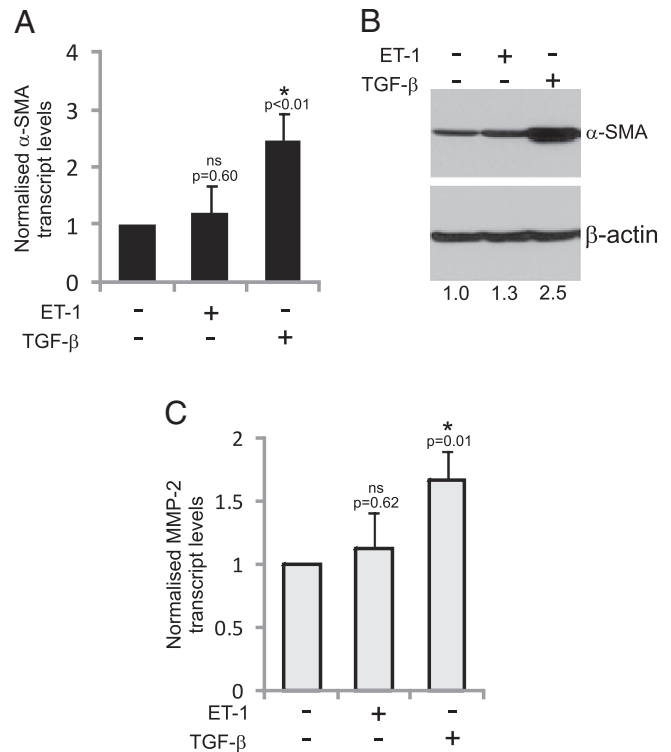 A
Normalised α-SMA
transcript levels
4
3
2
1
0
*
p<0.01
ns
p=0.60
ET-1 - + -
TGF-β - - +
B
ET-1 - + -
TGF-β - - +
α-SMA
β-actin
1.0 1.3 2.5
C
Normalised MMP-2
transcript levels
2
1.5
1
0.5
0
*
p=0.01
ns
p=0.62
ET-1 - + -
TGF-β - - +